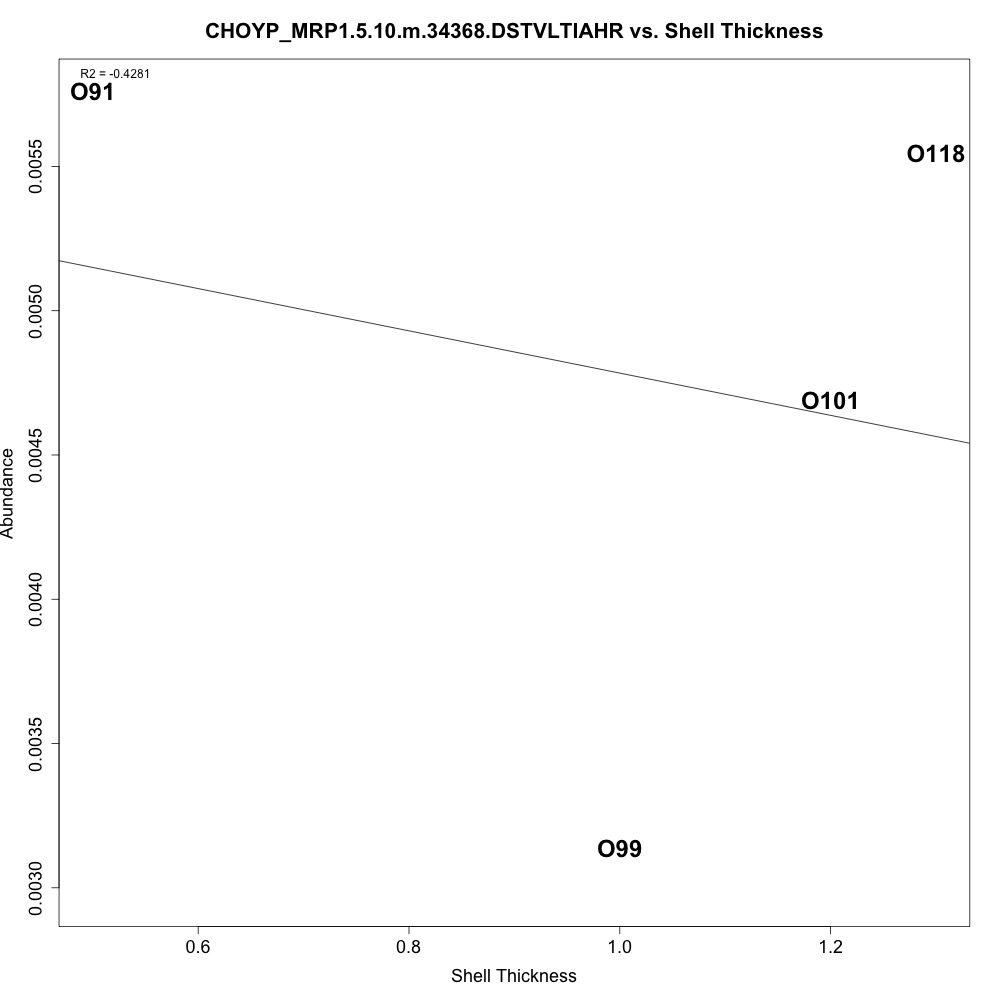 CHOYP_MRP1.5.10.m.34368.DSTVLTIAHR vs. Shell Thickness
R2 = -0.4281
O91
O118
O101
O99
0.0055
0.0050
0.0045
0.0040
0.0035
0.0030
Abundance
0.6 0.8 1.0 1.2
Shell Thickness